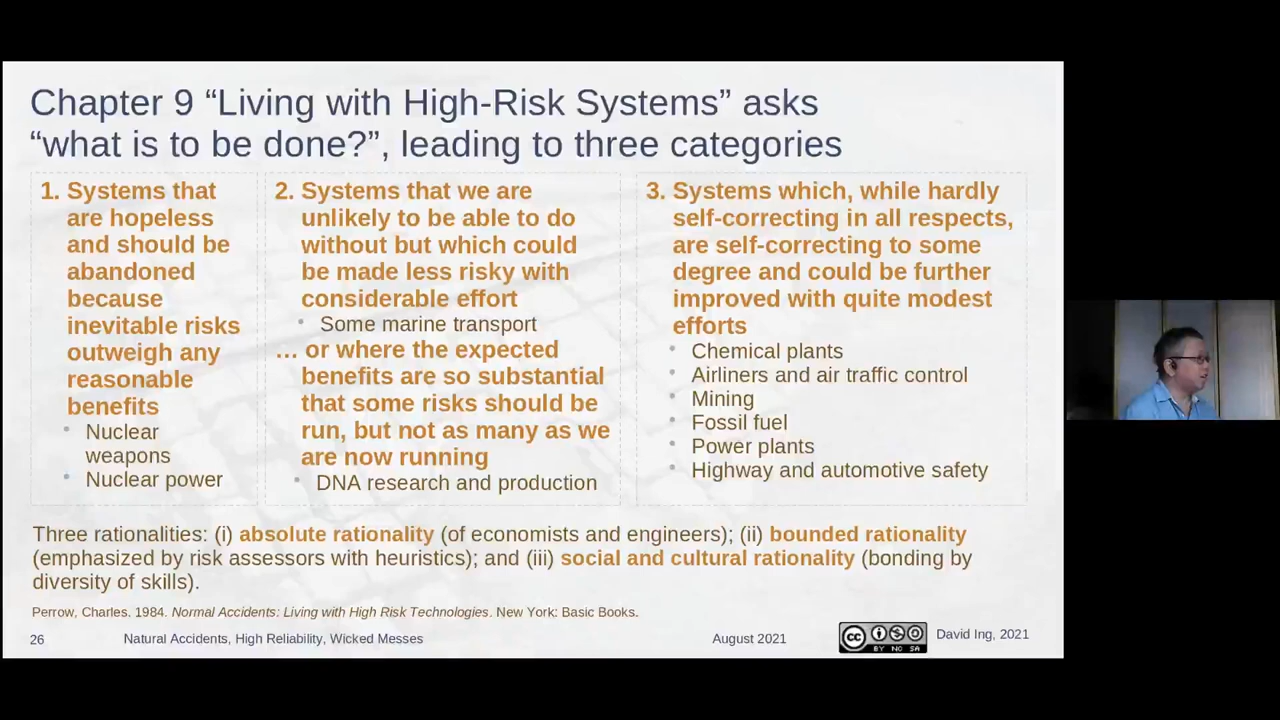 Chapter 9 “Living with High-Risk Systems” asks
“what is to be done?”, leading to three categories
1. Systems that
are hopeless
and should be
abandoned
because
inevitable risks
outweigh any
reasonable
benefits
Nuclear
weapons
Nuclear power
2. Systems that we are
unlikely to be able to do
without but which could
be made less risky with
considerable effort
Some marine transport
… or where the expected
benefits are so substantial
that some risks should be
run, but not as many as we
are now running
DNA research and production
3. Systems which, while hardly
self-correcting in all respects,
are self-correcting to some
degree and could be further
improved with quite modest
efforts
Chemical plants
Airliners and air traffic control
Mining
Fossil fuel
Power plants
Highway and automotive safety
Three rationalities: (i) absolute rationality (of economists and engineers); (ii) bounded rationality
(emphasized by risk assessors with heuristics); and (iii) social and cultural rationality (bonding by
diversity of skills).
Perrow, Charles. 1984. Normal Accidents: Living with High Risk Technologies. New York: Basic Books.
26 Natural Accidents, High Reliability, Wicked Messes August 2021 David Ing, 2021
cc BY NC SA